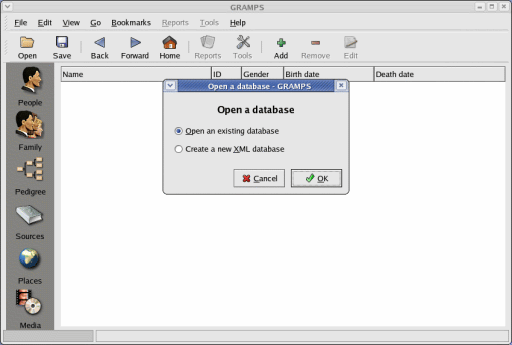 GRAMPS
File Edit View Go Bookmarks Reports Tools Help
Open Save Back Forward Home Reports Tools Add Remove Edit
People
Family
Pedigree
Sources
Places
Media
Name ID Gender Birth date Death date
Open a database - GRAMPS
Open a database
Open an existing database
Create a new XML database
Cancel OK